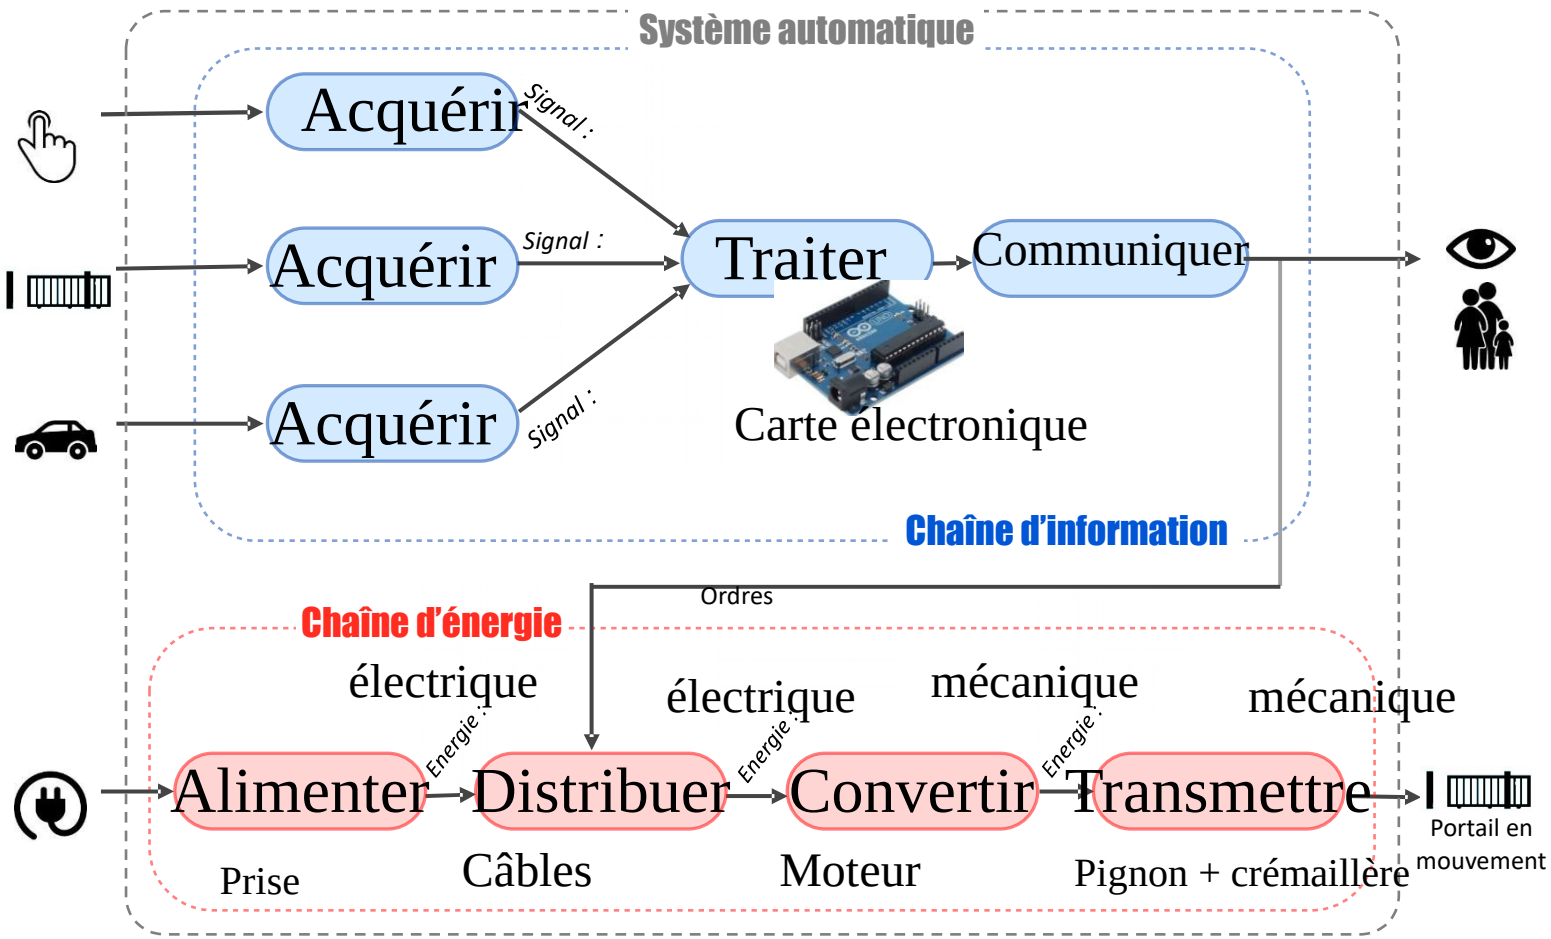 Système automatique
Acquérir
Signal :
Acquérir
Signal :
Traiter
Communiquer
UNO
Acquérir
Signal :
Carte électronique
Chaîne d’information
Ordres
Chaîne d’énergie
électrique
électrique
mécanique
mécanique
Energie :
Energie :
Energie :
Alimenter
Distribuer
Convertir
Transmettre
Portail en
mouvement
Prise
Câbles
Moteur
Pignon + crémaillère